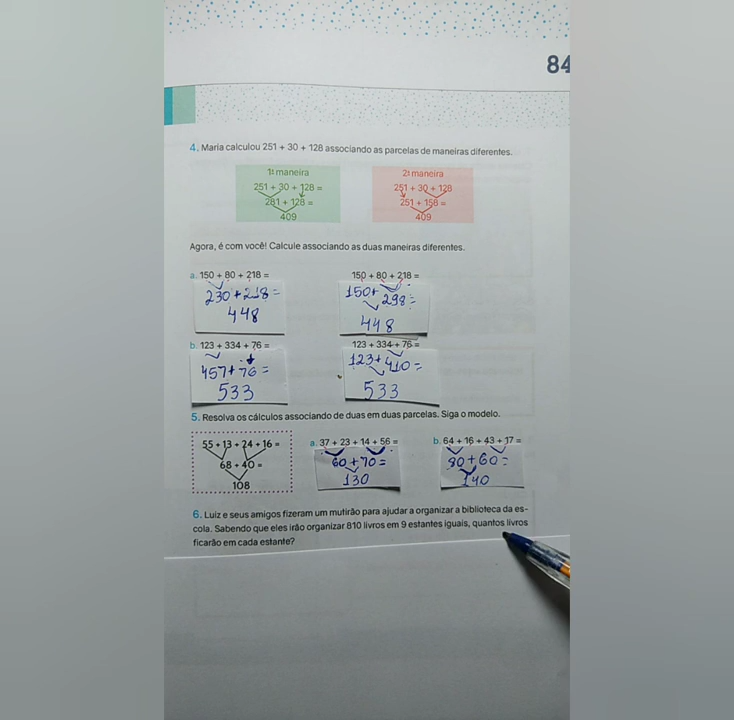 84
4. Maria calculou 251 + 30 + 128 associando as parcelas de maneiras diferentes.
1ª maneira
251 + 30 + 128 =
281 + 128 =
409
2ª maneira
251 + 30 + 128
251 + 158 =
409
Agora, é com você! Calcule associando as duas maneiras diferentes.
a. 150 + 80 + 218 =
230 + 218 =
448
150 + 80 + 218 =
150 + 298 =
448
b. 123 + 334 + 76 =
457 + 76 =
533
123 + 334 + 76 =
123 + 410 =
533
5. Resolva os cálculos associando de duas em duas parcelas. Siga o modelo.
55 + 13 + 24 + 16 =
68 + 40 =
108
a. 37 + 23 + 14 + 56 =
60 + 70 =
130
b. 64 + 16 + 43 + 17 =
80 + 60 =
140
6. Luiz e seus amigos fizeram um mutirão para ajudar a organizar a biblioteca da es-
cola. Sabendo que eles irão organizar 810 livros em 9 estantes iguais, quantos livros
ficarão em cada estante?